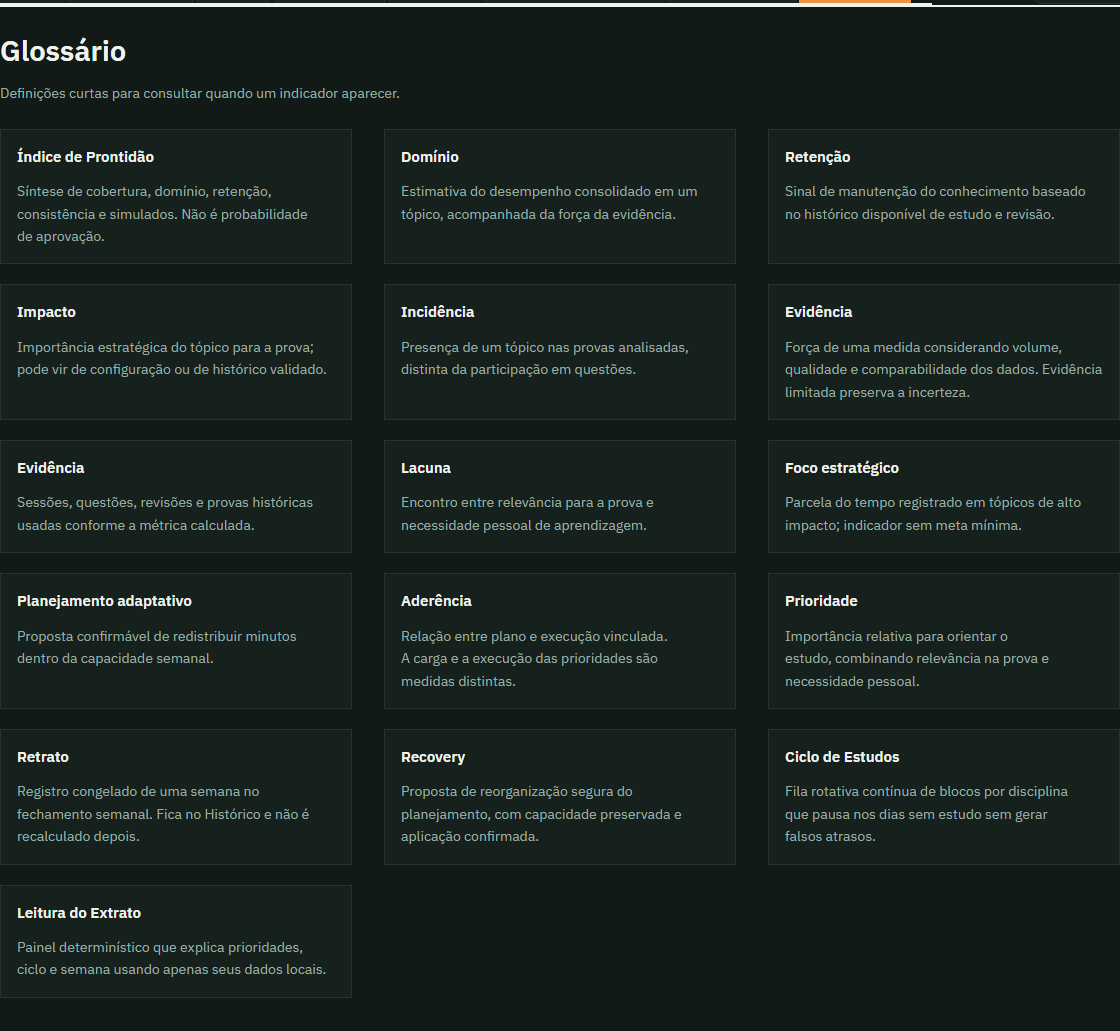 Glossário
Definições curtas para consultar quando um indicador aparecer.
Índice de Prontidão
Síntese de cobertura, domínio, retenção,
consistência e simulados. Não é probabilidade
de aprovação.
Domínio
Estimativa do desempenho consolidado em um
tópico, acompanhada da força da evidência.
Retenção
Sinal de manutenção do conhecimento baseado
no histórico disponível de estudo e revisão.
Impacto
Importância estratégica do tópico para a prova;
pode vir de configuração ou de histórico validado.
Incidência
Presença de um tópico nas provas analisadas,
distinta da participação em questões.
Evidência
Força de uma medida considerando volume,
qualidade e comparabilidade dos dados. Evidência
limitada preserva a incerteza.
Evidência
Sessões, questões, revisões e provas históricas
usadas conforme a métrica calculada.
Lacuna
Encontro entre relevância para a prova e
necessidade pessoal de aprendizagem.
Foco estratégico
Parcela do tempo registrado em tópicos de alto
impacto; indicador sem meta mínima.
Planejamento adaptativo
Proposta confirmável de redistribuir minutos
dentro da capacidade semanal.
Aderência
Relação entre plano e execução vinculada.
A carga e a execução das prioridades são
medidas distintas.
Prioridade
Importância relativa para orientar o
estudo, combinando relevância na prova e
necessidade pessoal.
Retrato
Registro congelado de uma semana no
fechamento semanal. Fica no Histórico e não é
recalculado depois.
Recovery
Proposta de reorganização segura do
planejamento, com capacidade preservada e
aplicação confirmada.
Ciclo de Estudos
Fila rotativa contínua de blocos por disciplina
que pausa nos dias sem estudo sem gerar
falsos atrasos.
Leitura do Extrato
Painel determinístico que explica prioridades,
ciclo e semana usando apenas seus dados locais.